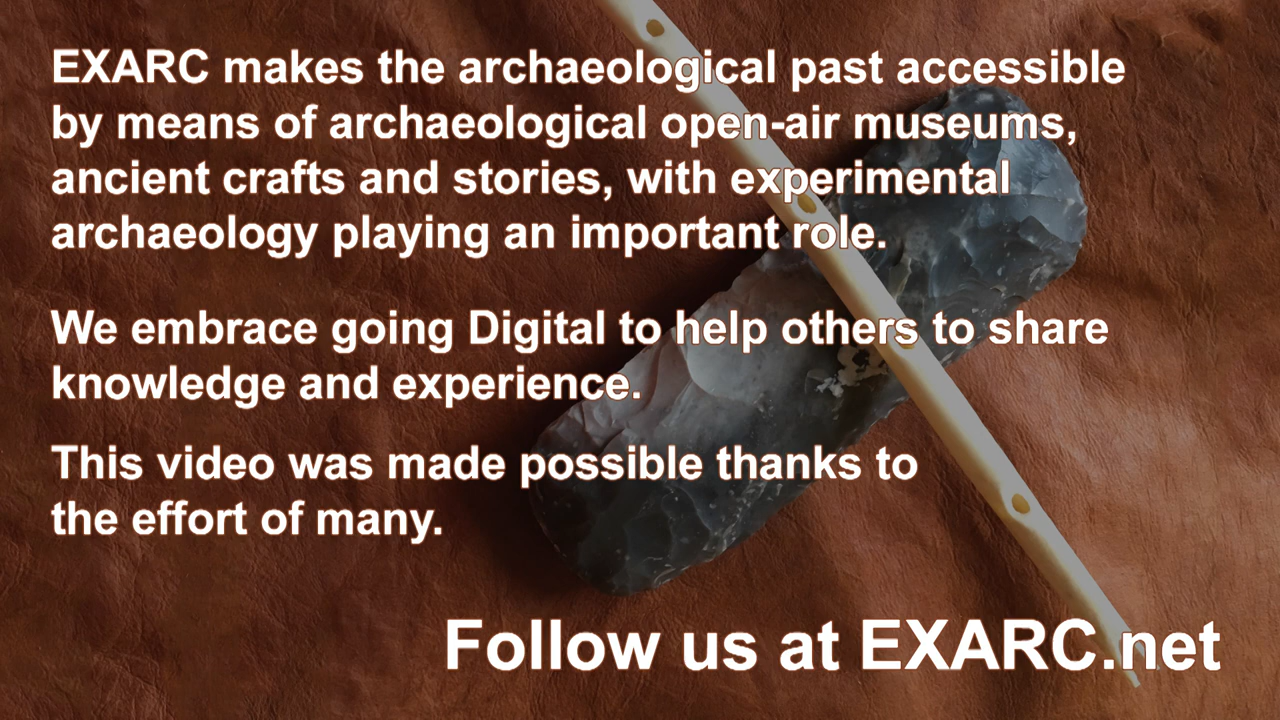 EXARC makes the archaeological past accessible
by means of archaeological open-air museums,
ancient crafts and stories, with experimental
archaeology playing an important role.
We embrace going Digital to help others to share
knowledge and experience.
This video was made possible thanks to
the effort of many.
Follow us at EXARC.net